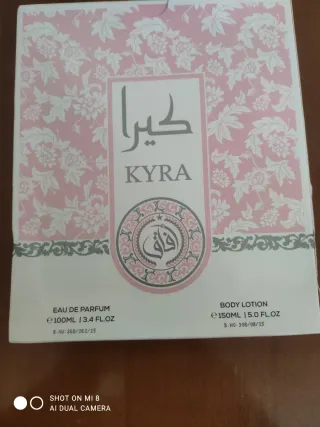 كيرا
KYRA
EAU DE PARFUM
℮100ML | 3.4 FL.OZ
BODY LOTION
℮150ML | 5.0 FL.OZ
SHOT ON MI 8
AI DUAL CAMERA